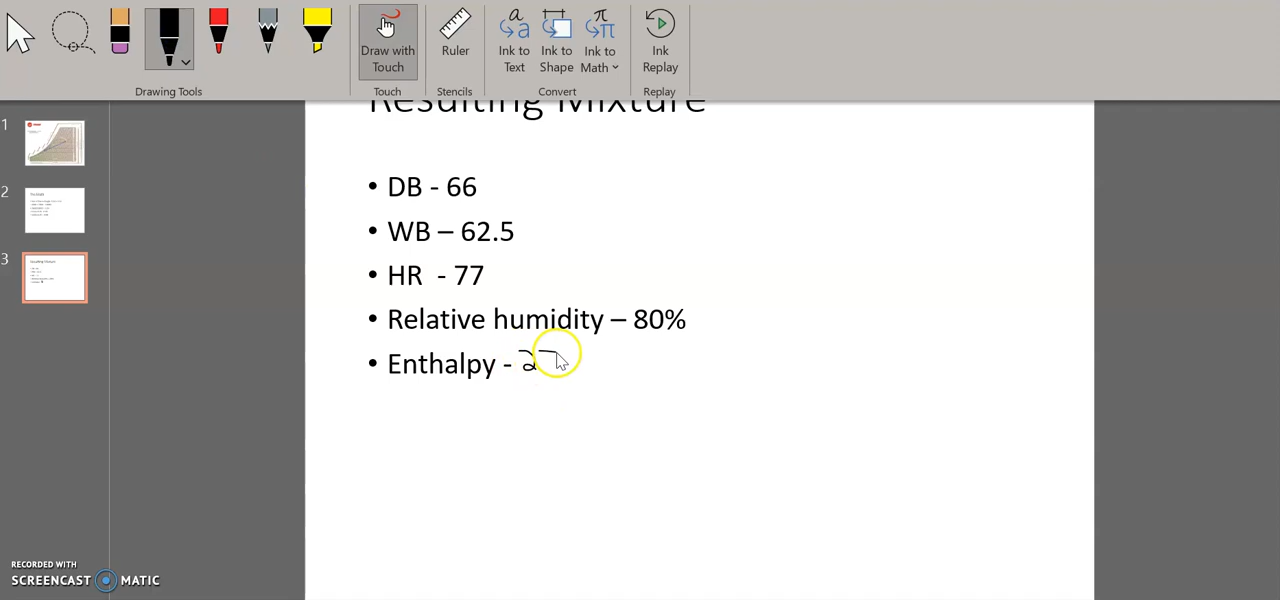 Drawing Tools
Draw with Touch
Touch
Ruler
Stencils
Ink to Text
Ink to Shape
Ink to Math
Convert
Ink Replay
Replay
1
2
3
Resulting Mixture
• DB - 66
• WB – 62.5
• HR - 77
• Relative humidity – 80%
• Enthalpy - 2
RECORDED WITH
SCREENCAST MATIC